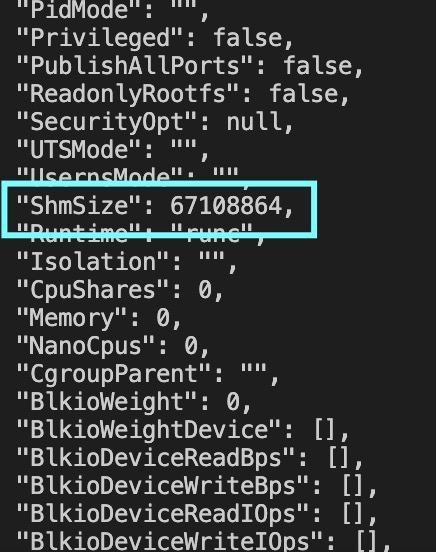 "PidMode": "",
"Privileged": false,
"PublishAllPorts": false,
"ReadonlyRootfs": false,
"SecurityOpt": null,
"UTSMode": "",
"UsernsMode": "",
"ShmSize": 67108864,
"Runtime": "runc",
"Isolation": "",
"CpuShares": 0,
"Memory": 0,
"NanoCpus": 0,
"CgroupParent": "",
"BlkioWeight": 0,
"BlkioWeightDevice": [],
"BlkioDeviceReadBps": [],
"BlkioDeviceWriteBps": [],
"BlkioDeviceReadIOps": [],
"BlkioDeviceWriteIOps": [],